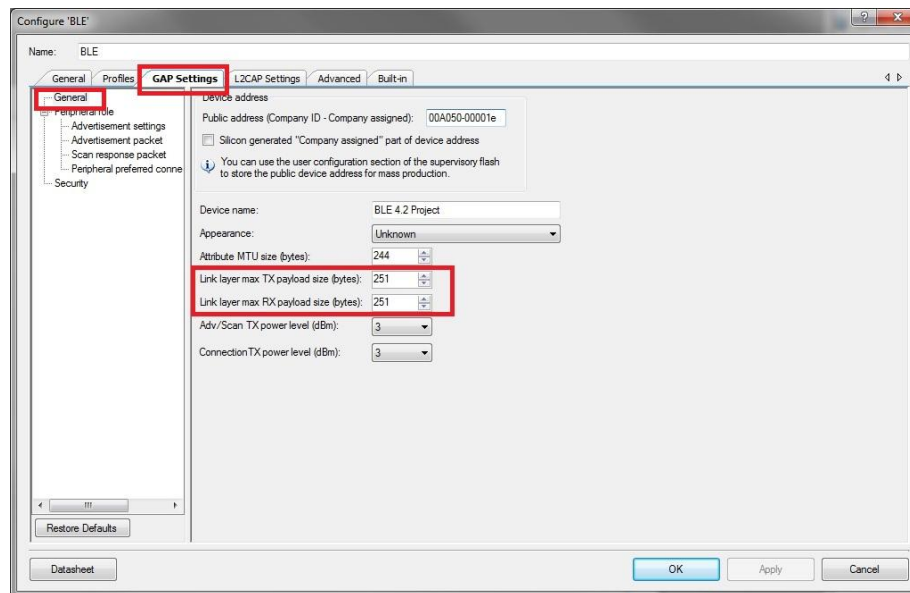 Configure 'BLE'
Name: BLE
General Profiles GAP Settings L2CAP Settings Advanced Built-in
General
Peripheral role
Advertisement settings
Advertisement packet
Scan response packet
Peripheral preferred conne
Security
Restore Defaults
Device address
Public address (Company ID - Company assigned): 00A050-00001e
Silicon generated "Company assigned" part of device address
You can use the user configuration section of the supervisory flash
to store the public device address for mass production.
Device name: BLE 4.2 Project
Appearance: Unknown
Attribute MTU size (bytes): 244
Link layer max TX payload size (bytes): 251
Link layer max RX payload size (bytes): 251
Adv/Scan TX power level (dBm): 3
Connection TX power level (dBm): 3
Datasheet OK Apply Cancel